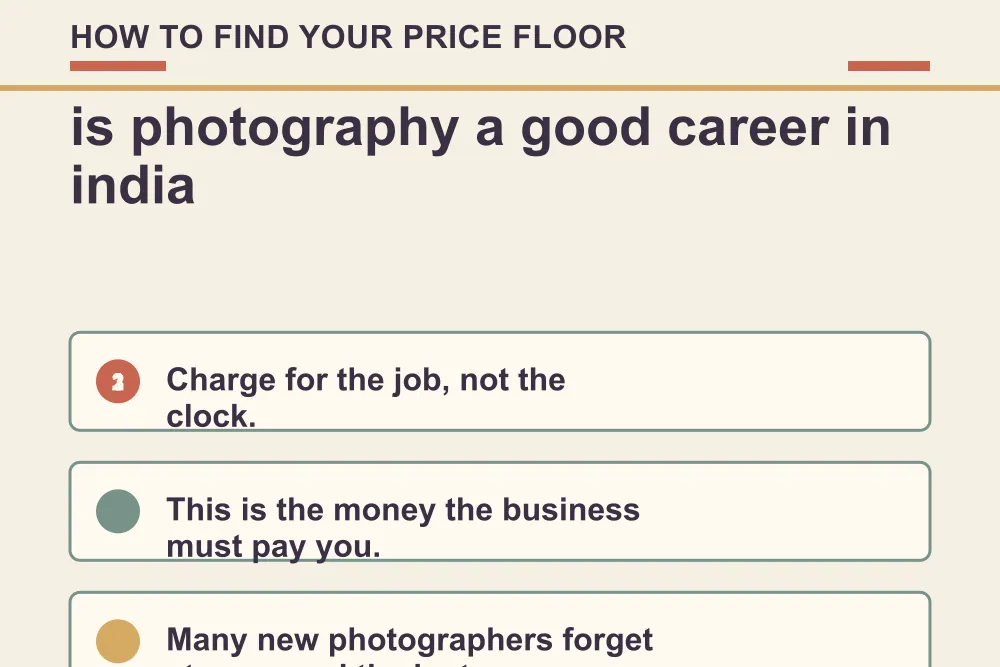 HOW TO FIND YOUR PRICE FLOOR
is photography a good career in
india
Charge for the job, not the
clock.
This is the money the business
must pay you.
Many new photographers forget